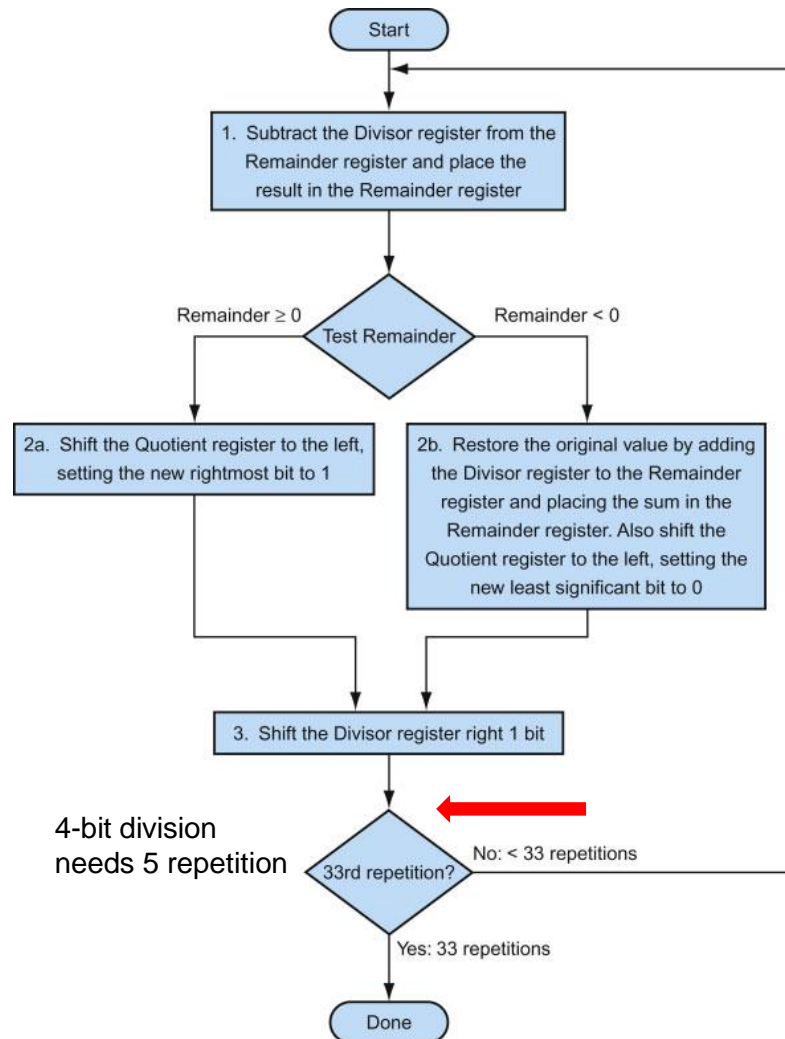 Start
1. Subtract the Divisor register from the
Remainder register and place the
result in the Remainder register
Remainder ≥ 0
Remainder < 0
Test Remainder
2a. Shift the Quotient register to the left,
setting the new rightmost bit to 1
2b. Restore the original value by adding
the Divisor register to the Remainder
register and placing the sum in the
Remainder register. Also shift the
Quotient register to the left, setting the
new least significant bit to 0
3. Shift the Divisor register right 1 bit
4-bit division
needs 5 repetition
33rd repetition?
No: < 33 repetitions
Yes: 33 repetitions
Done